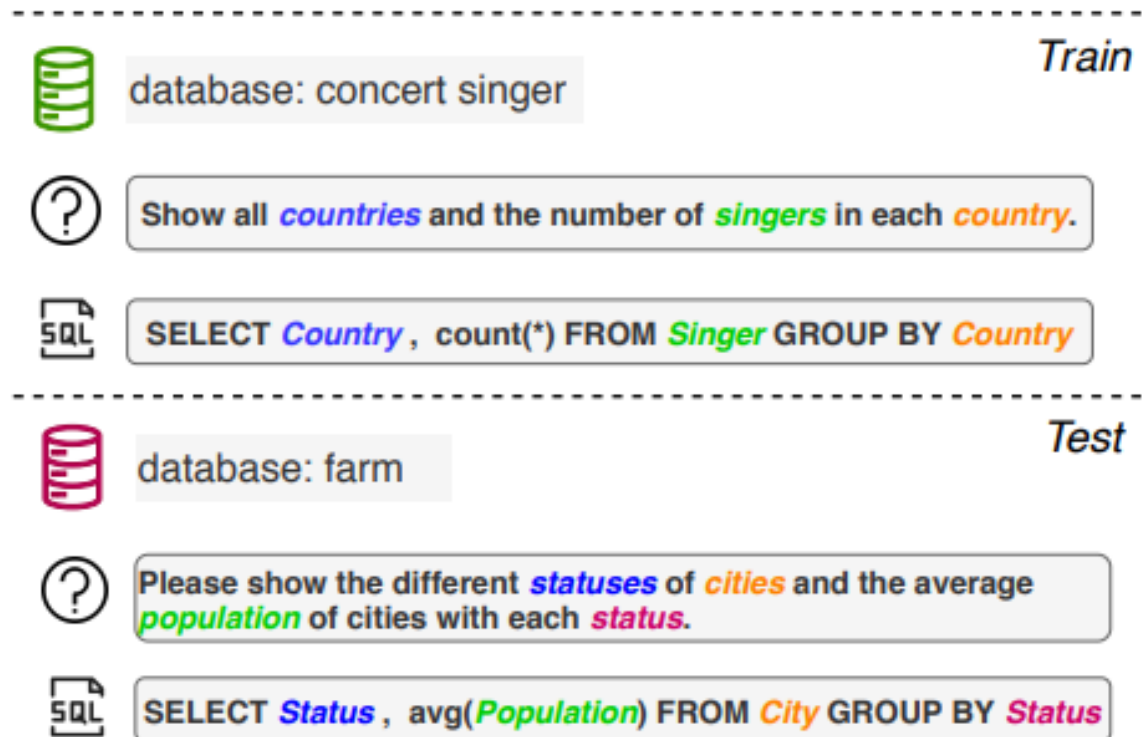 Train
database: concert singer
Show all countries and the number of singers in each country.
SQL
SELECT Country , count(*) FROM Singer GROUP BY Country
Test
database: farm
Please show the different statuses of cities and the average
population of cities with each status.
SQL
SELECT Status , avg(Population) FROM City GROUP BY Status